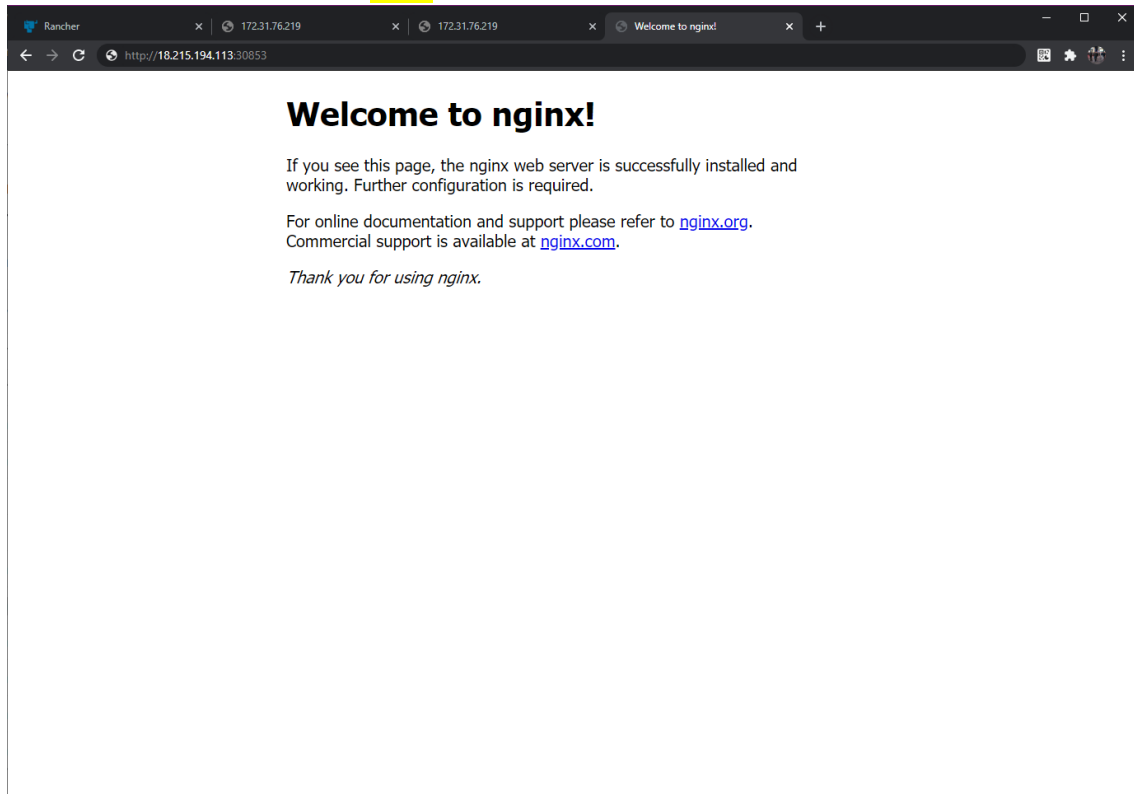 Rancher
172.31.76.219
172.31.76.219
Welcome to nginx!
http://18.215.194.113:30853
Welcome to nginx!
If you see this page, the nginx web server is successfully installed and
working. Further configuration is required.
For online documentation and support please refer to nginx.org.
Commercial support is available at nginx.com.
Thank you for using nginx.